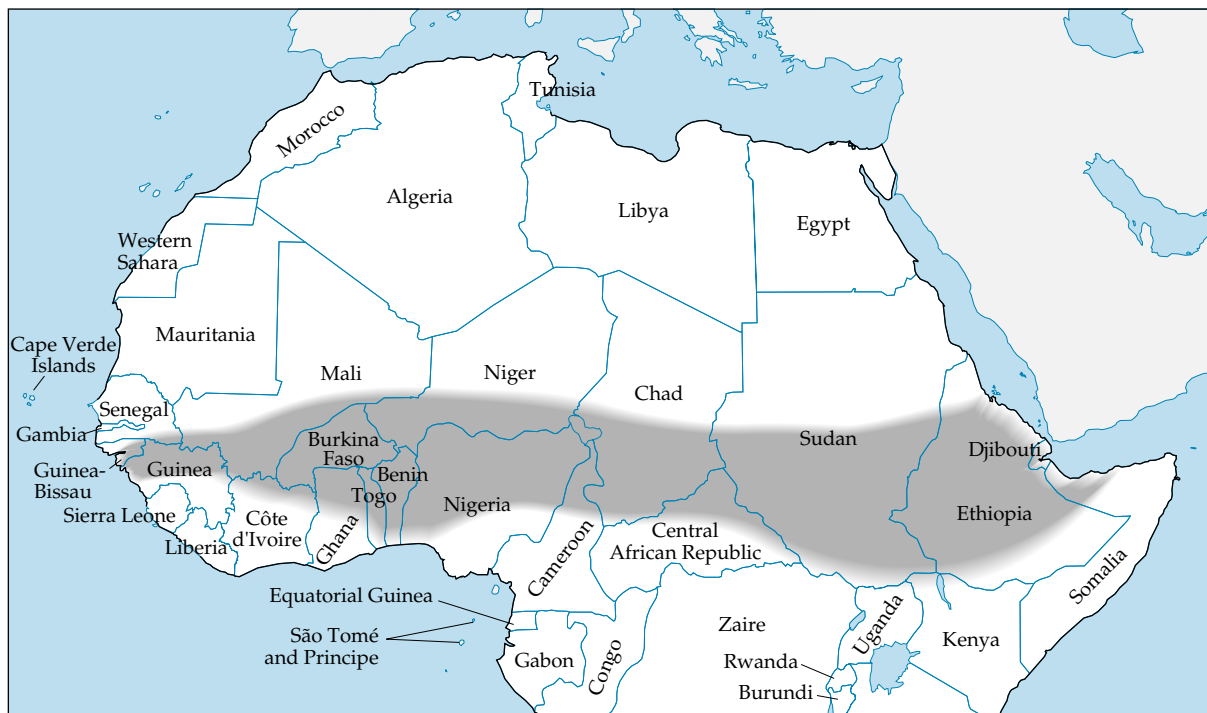 Tunisia
Morocco
Algeria
Libya
Egypt
Western
Sahara
Mauritania
Cape Verde
Islands
Mali
Niger
Chad
Senegal
Gambia
Burkina
Faso
Sudan
Djibouti
Guinea-
Bissau
Guinea
Benin
Togo
Nigeria
Ethiopia
Sierra Leone
Côte
d'Ivoire
Ghana
Liberia
Cameroon
Central
African Republic
Somalia
Equatorial Guinea
São Tomé
and Principe
Gabon
Congo
Zaire
Uganda
Kenya
Rwanda
Burundi